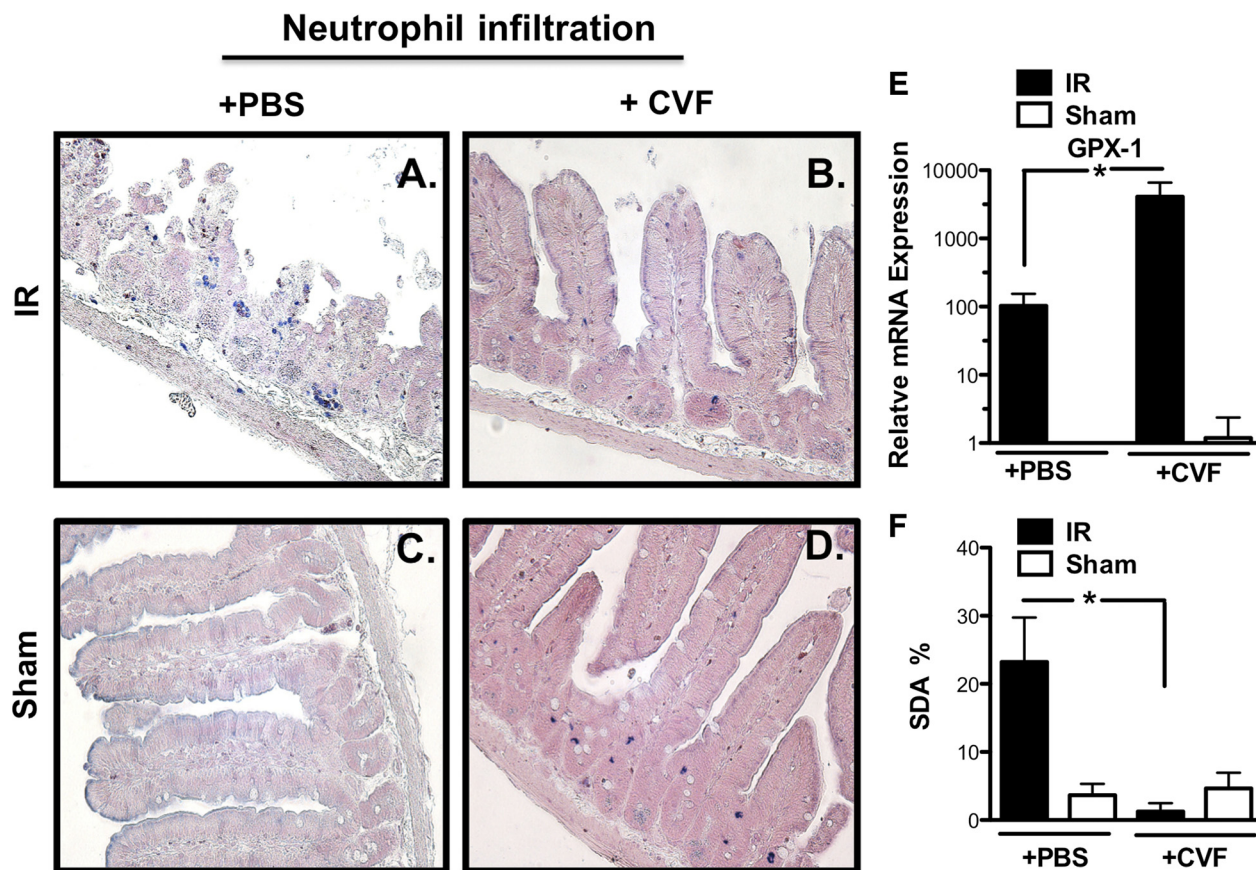 Neutrophil infiltration
+PBS
+ CVF
IR
A.
B.
Sham
C.
D.
E
IR
Sham
GPX-1
*
Relatve mRNA Expression
10000
1000
100
10
1
+PBS
+CVF
F
IR
Sham
*
SDA %
40
30
20
10
0
+PBS
+CVF